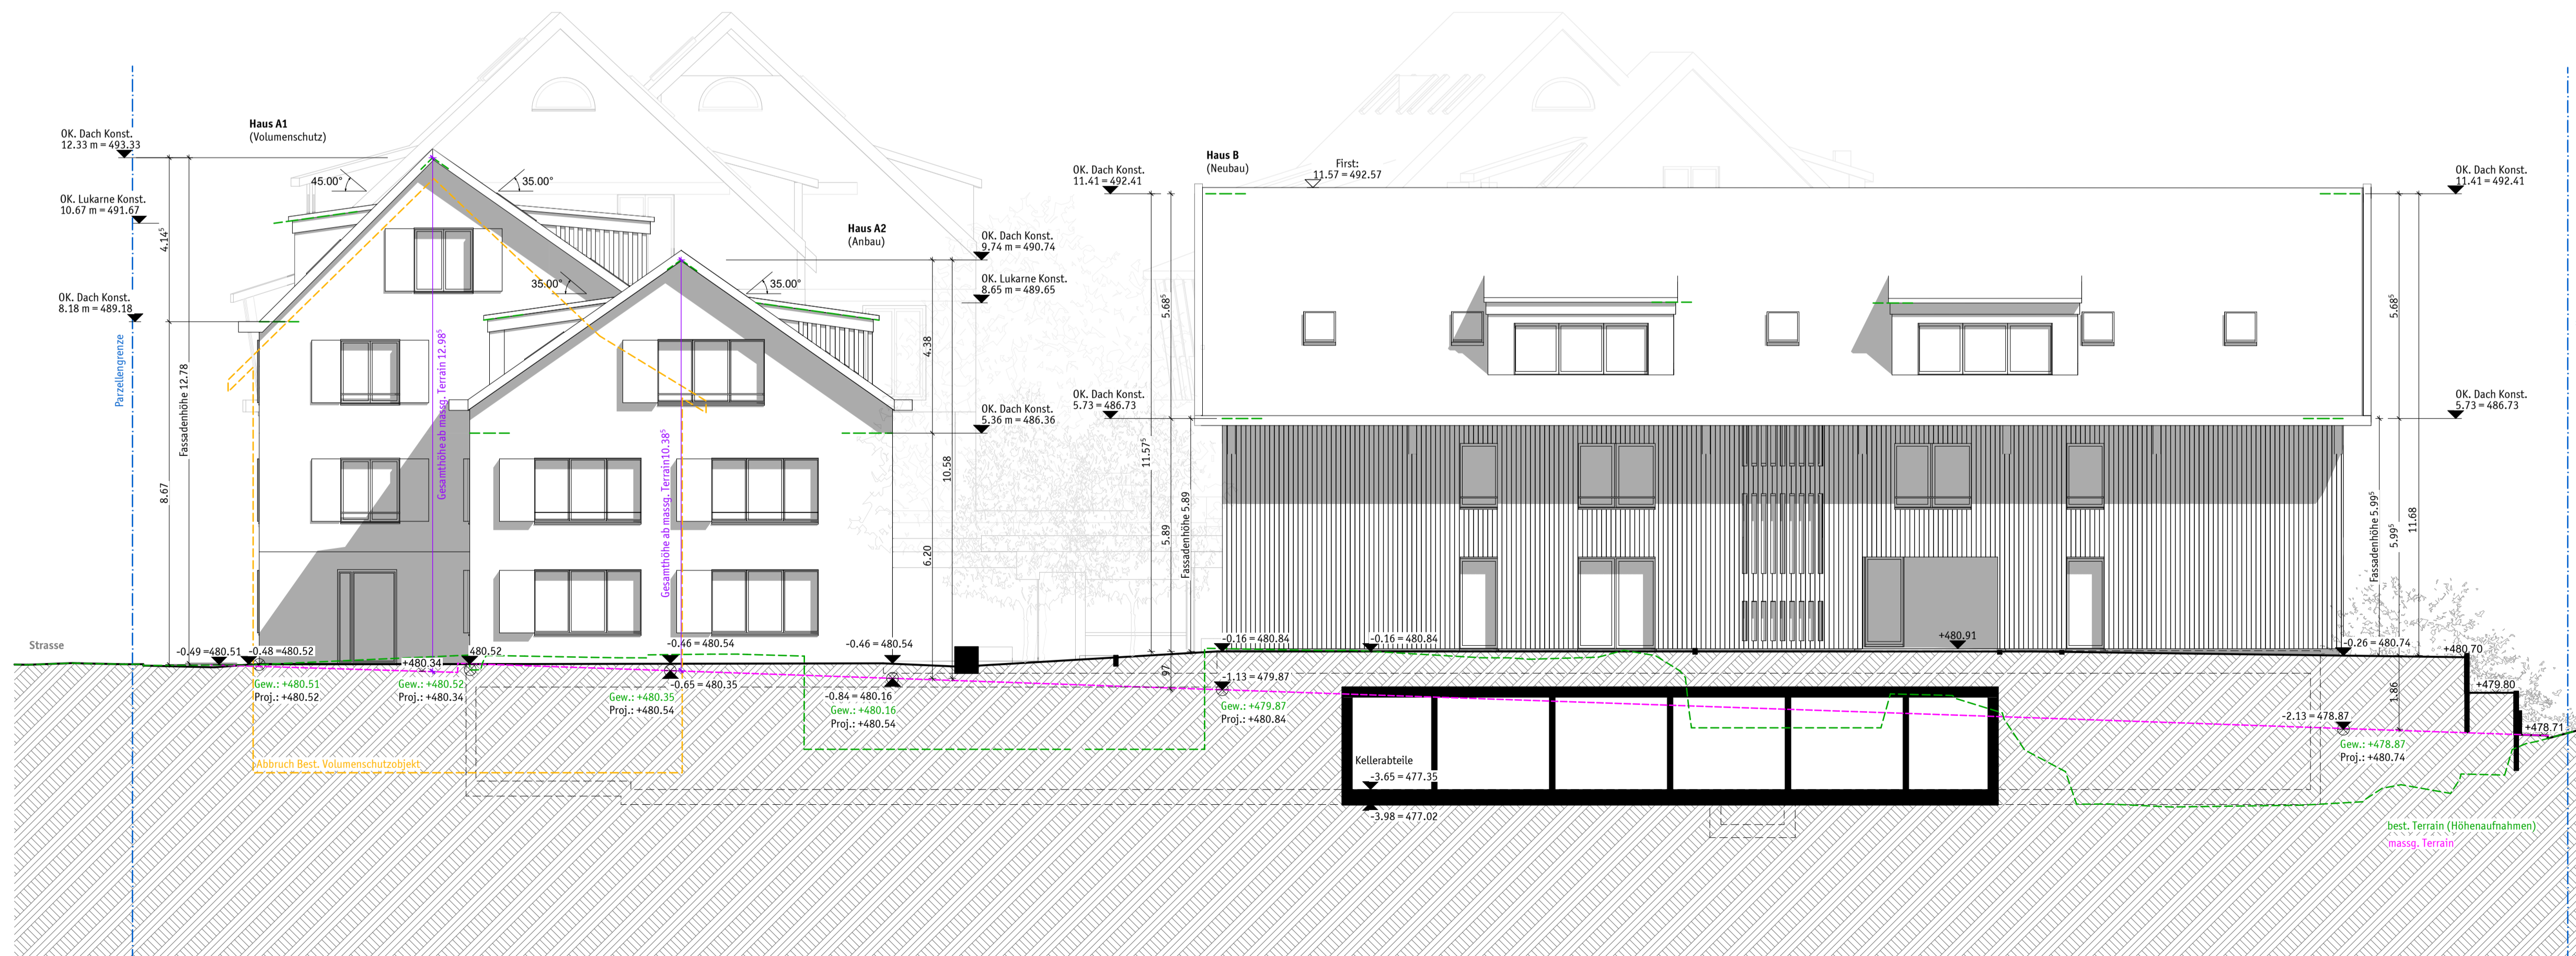 Haus A1
(Volumenschutz)
OK. Dach Konst.
12.33 m = 493.33
OK. Lukarne Konst.
10.67 m = 491.67
OK. Dach Konst.
8.18 m = 489.18
Parzellengrenze
4.14⁵
8.67
Fassadenhöhe 12.78
45.00°
35.00°
Gesamthöhe ab massg. Terrain 12.98⁵
Haus A2
(Anbau)
35.00°
35.00°
Gesamthöhe ab massg. Terrain10.38⁵
OK. Dach Konst.
9.74 m = 490.74
OK. Lukarne Konst.
8.65 m = 489.65
OK. Dach Konst.
5.36 m = 486.36
4.38
6.20
10.58
Haus B
(Neubau)
First:
11.57 = 492.57
OK. Dach Konst.
11.41 = 492.41
OK. Dach Konst.
5.73 = 486.73
5.68⁵
11.57⁵
5.89
Fassadenhöhe 5.89
97
OK. Dach Konst.
11.41 = 492.41
OK. Dach Konst.
5.73 = 486.73
5.68⁵
Fassadenhöhe 5.99⁵
5.99⁵
11.68
1.86
Strasse
-0.49 =480.51
-0.48 =480.52
+480.34
480.52
-0.46 = 480.54
-0.46 = 480.54
-0.65 = 480.35
-0.84 = 480.16
Gew.: +480.51
Proj.: +480.52
Gew.: +480.52
Proj.: +480.34
Gew.: +480.35
Proj.: +480.54
Gew.: +480.16
Proj.: +480.54
Abbruch Best. Volumenschutzobjekt
-0.16 = 480.84
-0.16 = 480.84
-1.13 = 479.87
Gew.: +479.87
Proj.: +480.84
+480.91
-0.26 = 480.74
+480.70
+479.80
+478.71
-2.13 = 478.87
Gew.: +478.87
Proj.: +480.74
Kellerabteile
-3.65 = 477.35
-3.98 = 477.02
best. Terrain (Höhenaufnahmen)
massg. Terrain